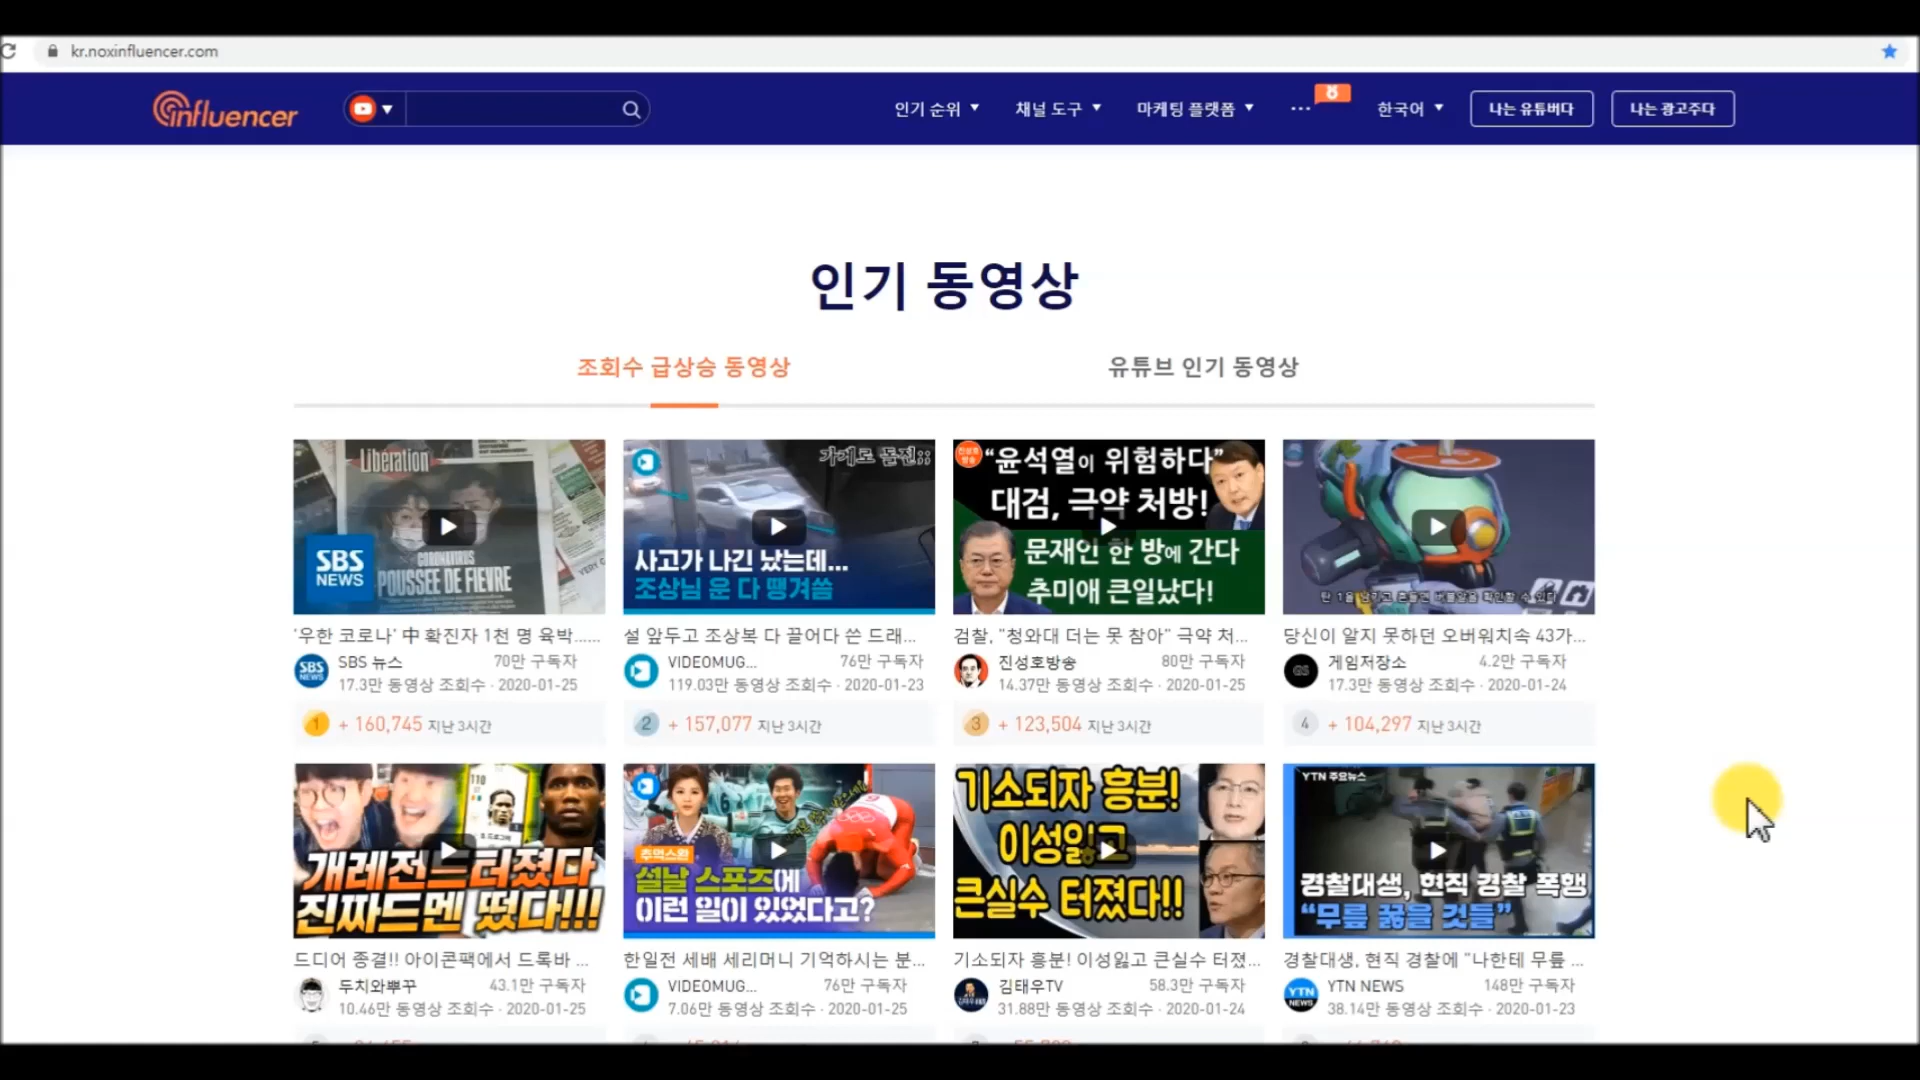 kr.noxinfluencer.com
influencer
인기 순위
채널 도구
마케팅 플랫폼
한국어
나는 유튜버다
나는 광고주다
인기 동영상
조회수 급상승 동영상
유튜브 인기 동영상
Libération
CORONAVIRUS
POUSSÉE DE FIÈVRE
SBS
NEWS
가게로 돌진;;
사고가 나긴 났는데...
조상님 운 다 땡겨씀
진성호
방송
"윤석열이 위험하다"
대검, 극약 처방!
문재인 한 방에 간다
추미애 큰일났다!
'우한 코로나' 中 확진자 1천 명 육박......
SBS 뉴스
70만 구독자
17.3만 동영상 조회수 · 2020-01-25
1 + 160,745 지난 3시간
설 앞두고 조상복 다 끌어다 쓴 드래...
VIDEOMUG...
76만 구독자
119.03만 동영상 조회수 · 2020-01-23
2 + 157,077 지난 3시간
검찰, "청와대 더는 못 참아" 극약 처...
진성호방송
80만 구독자
14.37만 동영상 조회수 · 2020-01-25
3 + 123,504 지난 3시간
당신이 알지 못하던 오버워치속 43가...
GS
게임저장소
4.2만 구독자
17.3만 동영상 조회수 · 2020-01-24
4 + 104,297 지난 3시간
110
개레전드터졌다
진짜드멘 떴다!!!
추억소환
설날 스포츠에
이런 일이 있었다고?
기소되자 흥분!
이성잃고
큰실수 터졌다!!
YTN 주요뉴스
경찰대생, 현직 경찰 폭행
"무릎 꿇을 것들"
드디어 종결!! 아이콘팩에서 드록바 ...
두치와뿌꾸
43.1만 구독자
10.46만 동영상 조회수 · 2020-01-25
한일전 세배 세리머니 기억하시는 분...
VIDEOMUG...
76만 구독자
7.06만 동영상 조회수 · 2020-01-25
기소되자 흥분! 이성잃고 큰실수 터졌...
김태우TV
58.3만 구독자
31.88만 동영상 조회수 · 2020-01-24
경찰대생, 현직 경찰에 "나한테 무릎 ...
YTN
NEWS
YTN NEWS
148만 구독자
38.14만 동영상 조회수 · 2020-01-23